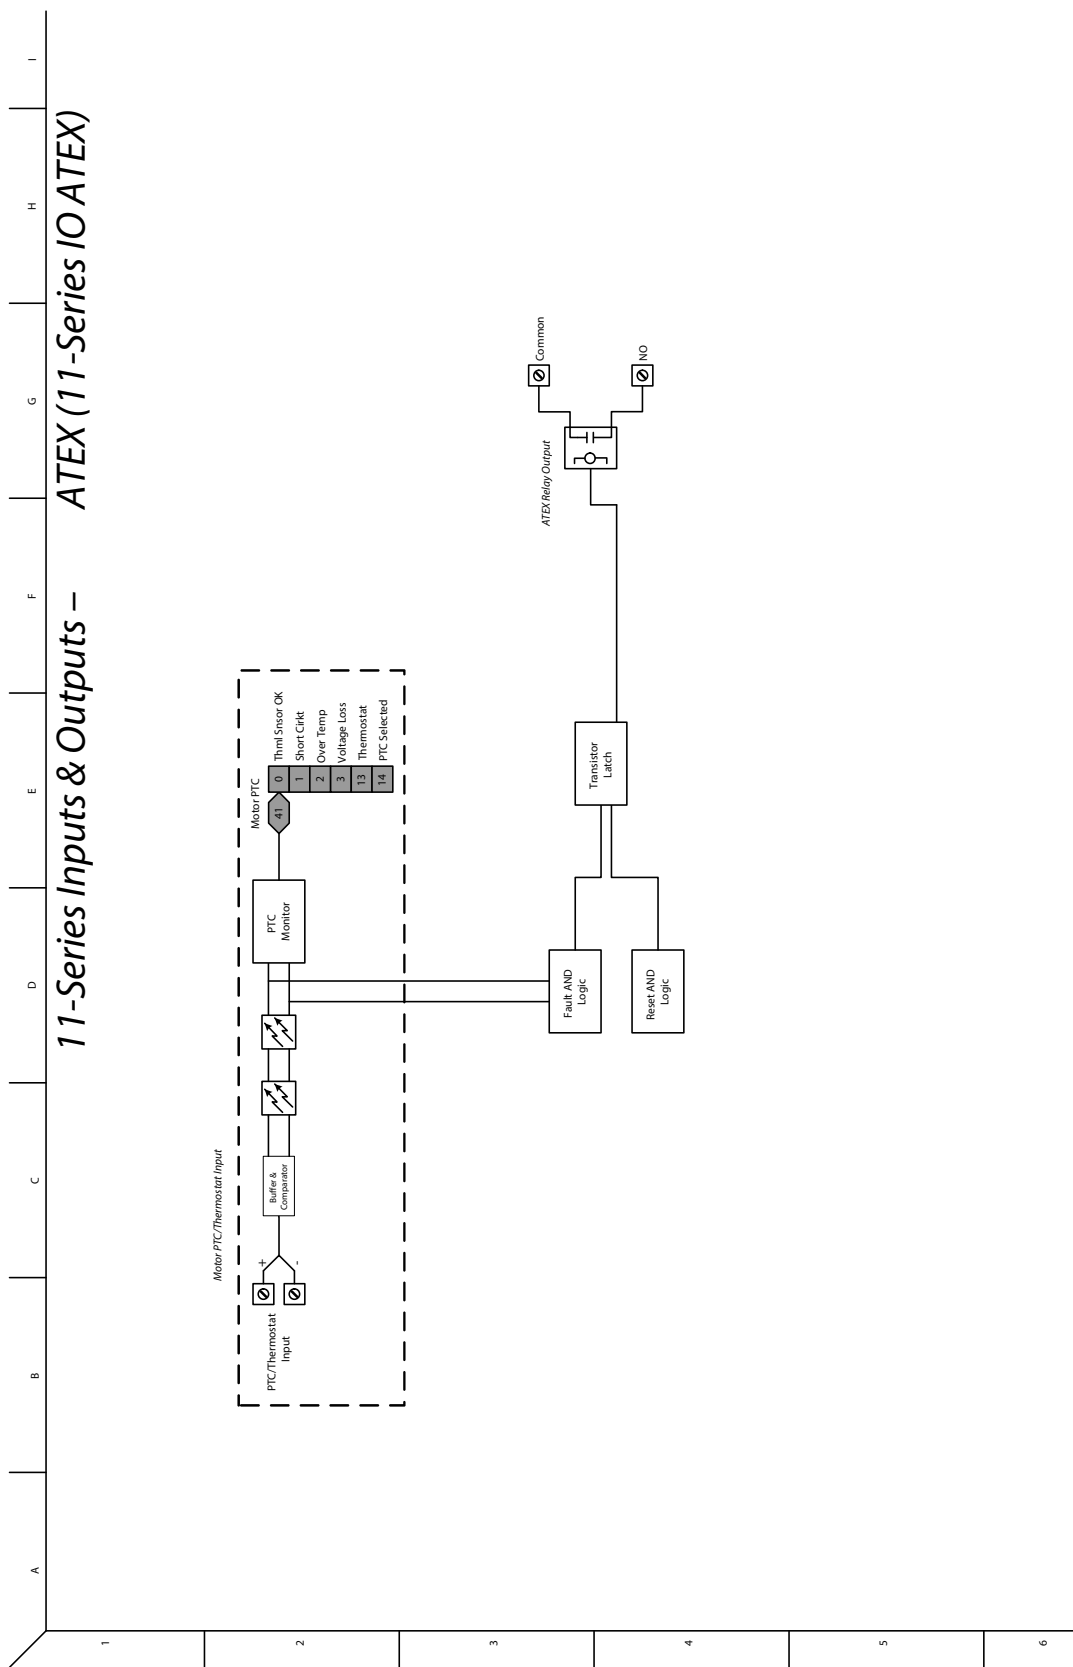 11-Series Inputs & Outputs – ATEX (11-Series IO ATEX)
A
B
C
D
E
F
G
H
I
1
2
3
4
5
6
Motor PTC/Thermostat Input
PTC/Thermostat
Input
+
-
Buffer &
Comparator
PTC
Monitor
Motor PTC
41
0 Thml Snsor OK
1 Short Cirkt
2 Over Temp
3 Voltage Loss
13 Thermostat
14 PTC Selected
Fault AND
Logic
Reset AND
Logic
Transistor
Latch
ATEX Relay Output
Common
NO